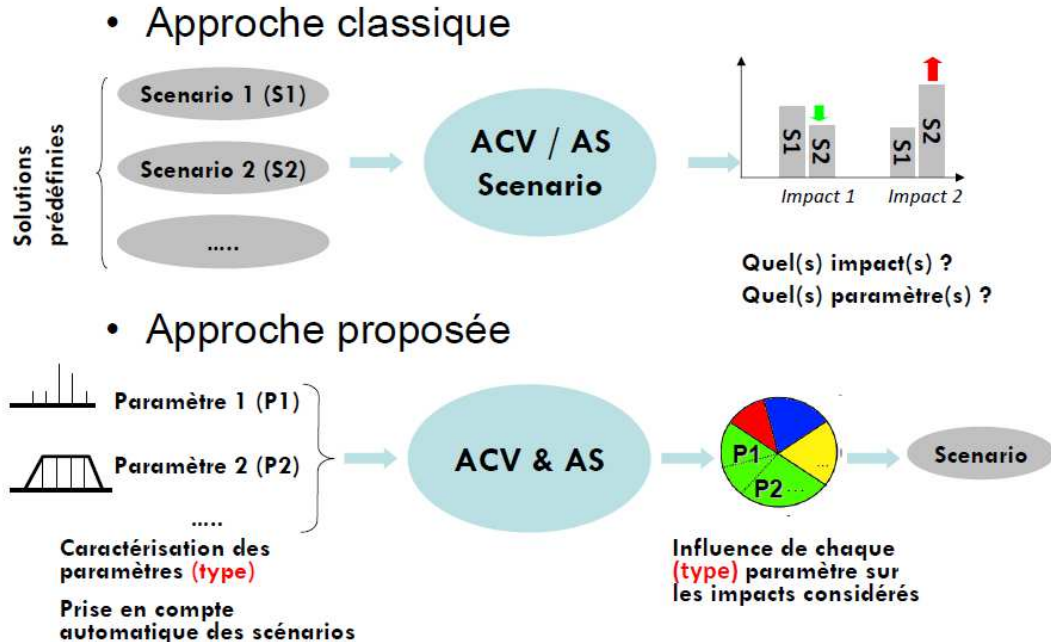 • Approche classique
Solutions prédéfinies
Scenario 1 (S1)
Scenario 2 (S2)
.....
ACV / AS
Scenario
S1
S2
S1
S2
Impact 1
Impact 2
Quel(s) impact(s) ?
Quel(s) paramètre(s) ?
• Approche proposée
Paramètre 1 (P1)
Paramètre 2 (P2)
.....
Caractérisation des
paramètres (type)
Prise en compte
automatique des scénarios
ACV & AS
P1
P2 ...
...
Influence de chaque
(type) paramètre sur
les impacts considérés
Scenario